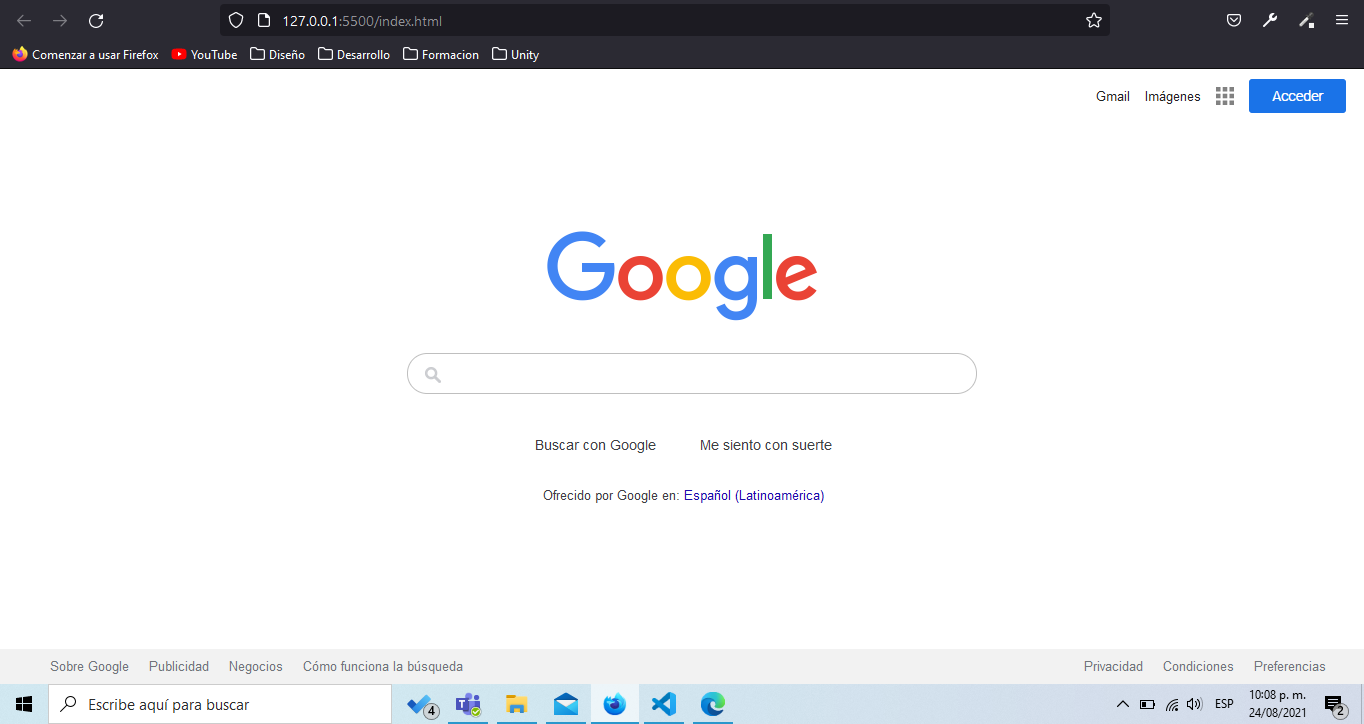 127.0.0.1:5500/index.html
Comenzar a usar Firefox YouTube Diseño Desarrollo Formacion Unity
Gmail Imágenes Acceder
Google
Buscar con Google Me siento con suerte
Ofrecido por Google en: Español (Latinoamérica)
Sobre Google Publicidad Negocios Cómo funciona la búsqueda Privacidad Condiciones Preferencias
Escribe aquí para buscar 4 ESP 10:08 p. m.
24/08/2021 2